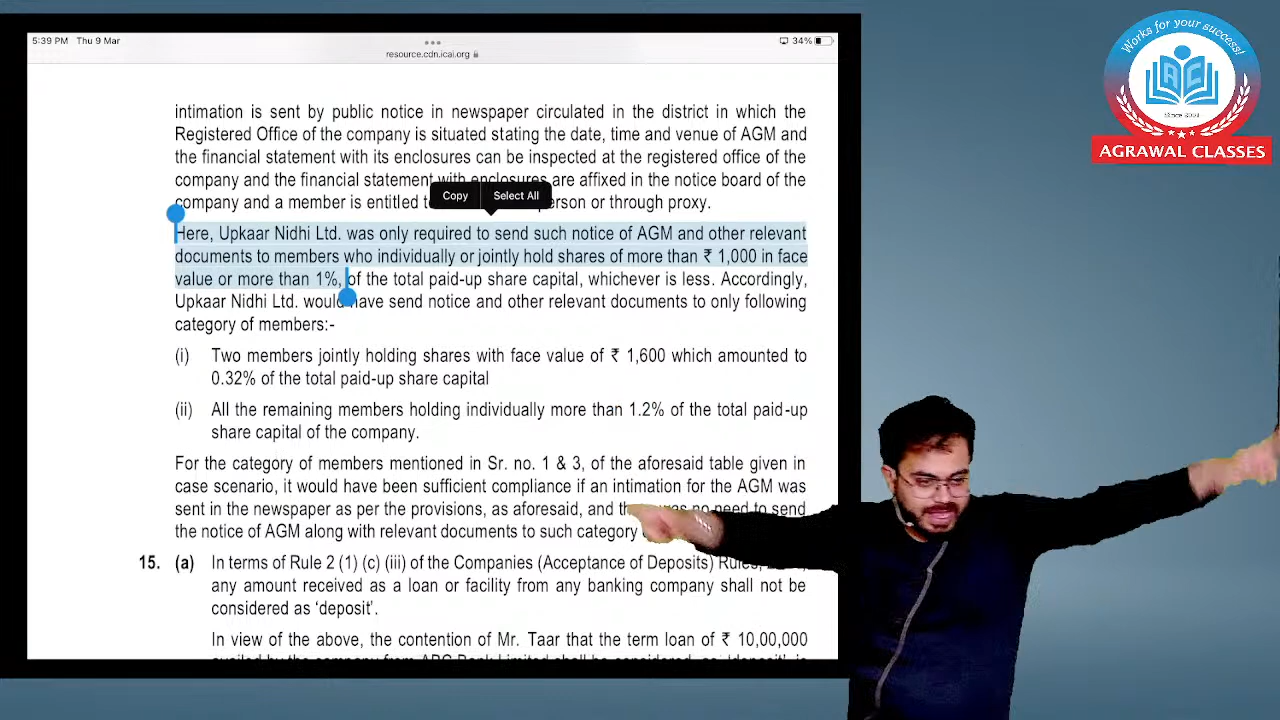 5:39 PM Thu 9 Mar
34%
resource.cdn.icai.org
Works for your success!
AC
Since 2021
AGRAWAL CLASSES
intimation is sent by public notice in newspaper circulated in the district in which the
Registered Office of the company is situated stating the date, time and venue of AGM and
the financial statement with its enclosures can be inspected at the registered office of the
company and the financial statement with enclosures are affixed in the notice board of the
Copy Select All
company and a member is entitled person or through proxy.
Here, Upkaar Nidhi Ltd. was only required to send such notice of AGM and other relevant
documents to members who individually or jointly hold shares of more than ₹ 1,000 in face
value or more than 1%, of the total paid-up share capital, whichever is less. Accordingly,
Upkaar Nidhi Ltd. would have send notice and other relevant documents to only following
category of members:-
(i) Two members jointly holding shares with face value of ₹ 1,600 which amounted to
0.32% of the total paid-up share capital
(ii) All the remaining members holding individually more than 1.2% of the total paid-up
share capital of the company.
For the category of members mentioned in Sr. no. 1 & 3, of the aforesaid table given in
case scenario, it would have been sufficient compliance if an intimation for the AGM was
sent in the newspaper as per the provisions, as aforesaid, and no need to send
the notice of AGM along with relevant documents to such category
15. (a) In terms of Rule 2 (1) (c) (iii) of the Companies (Acceptance of Deposits) Rules,
any amount received as a loan or facility from any banking company shall not be
considered as ‘deposit’.
In view of the above, the contention of Mr. Taar that the term loan of ₹ 10,00,000